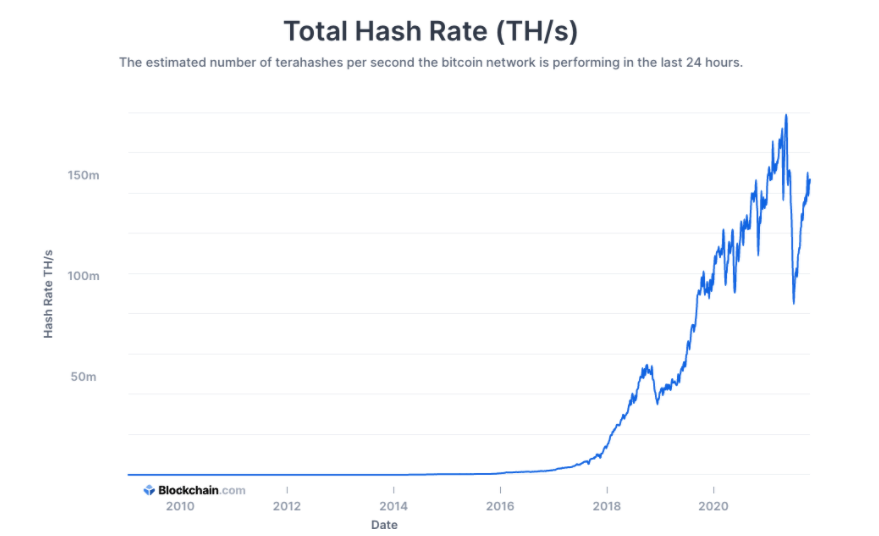 Total Hash Rate (TH/s)
The estimated number of terahashes per second the bitcoin network is performing in the last 24 hours.
150m
100m
50m
Hash Rate TH/s
Blockchain.com
2010 2012 2014 2016 2018 2020
Date